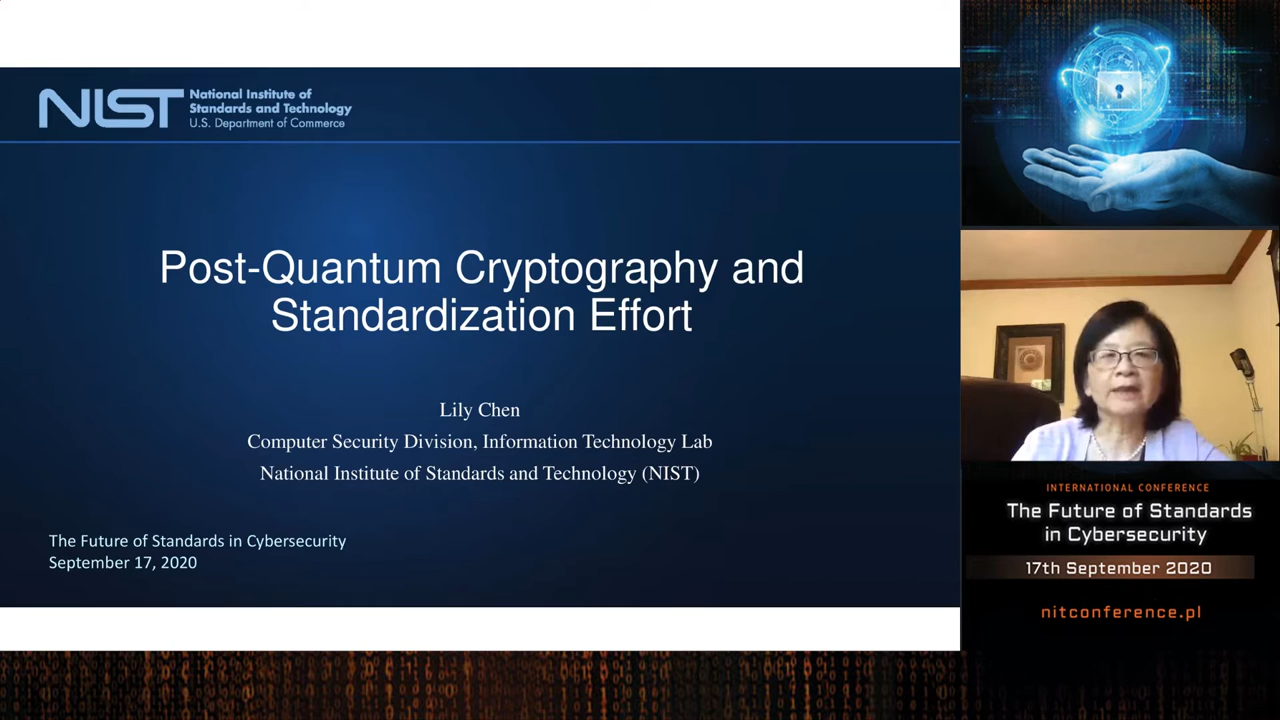 NIST
National Institute of
Standards and Technology
U.S. Department of Commerce
Post-Quantum Cryptography and
Standardization Effort
Lily Chen
Computer Security Division, Information Technology Lab
National Institute of Standards and Technology (NIST)
The Future of Standards in Cybersecurity
September 17, 2020
INTERNATIONAL CONFERENCE
The Future of Standards
in Cybersecurity
17th September 2020
nitconference.pl